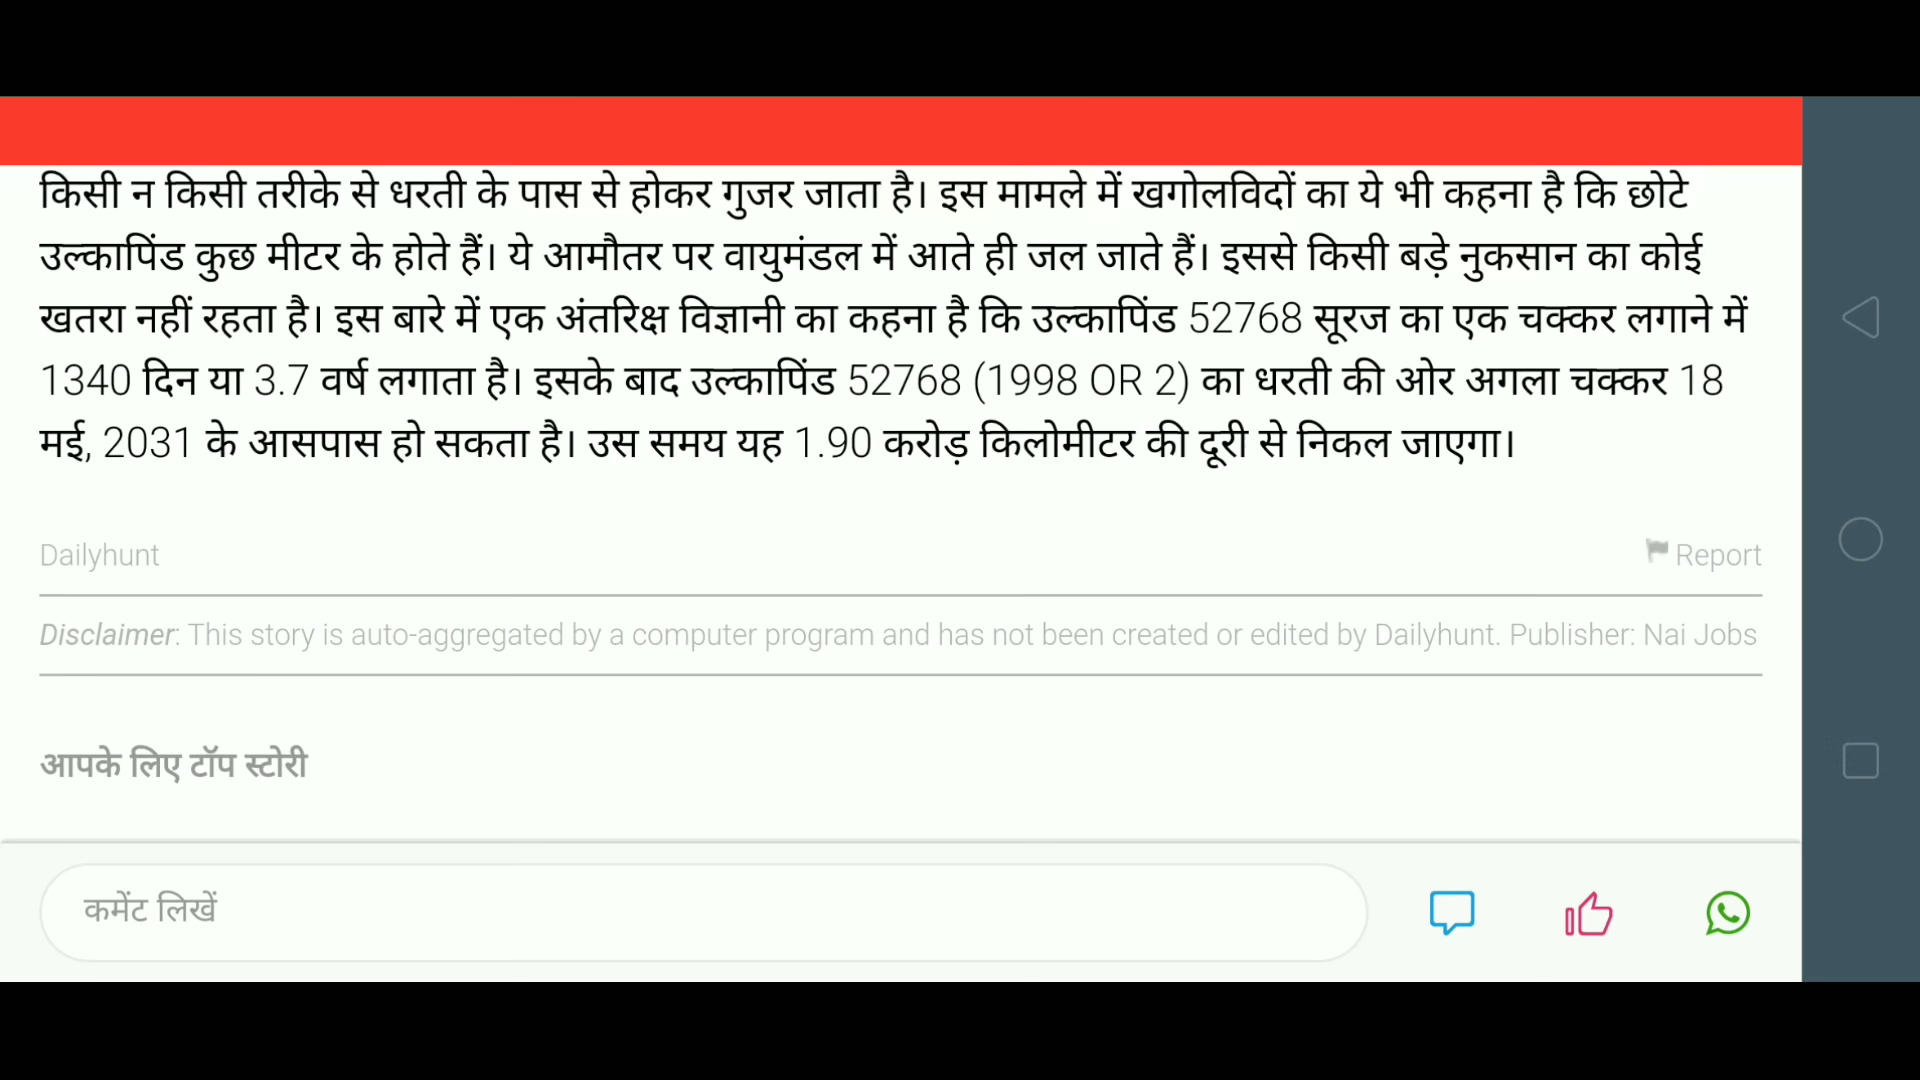 किसी न किसी तरीके से धरती के पास से होकर गुजर जाता है। इस मामले में खगोलविदों का ये भी कहना है कि छोटे
उल्कापिंड कुछ मीटर के होते हैं। ये आमौतर पर वायुमंडल में आते ही जल जाते हैं। इससे किसी बड़े नुकसान का कोई
खतरा नहीं रहता है। इस बारे में एक अंतरिक्ष विज्ञानी का कहना है कि उल्कापिंड 52768 सूरज का एक चक्कर लगाने में
1340 दिन या 3.7 वर्ष लगाता है। इसके बाद उल्कापिंड 52768 (1998 OR 2) का धरती की ओर अगला चक्कर 18
मई, 2031 के आसपास हो सकता है। उस समय यह 1.90 करोड़ किलोमीटर की दूरी से निकल जाएगा।
Dailyhunt Report
Disclaimer: This story is auto-aggregated by a computer program and has not been created or edited by Dailyhunt. Publisher: Nai Jobs
आपके लिए टॉप स्टोरी
कमेंट लिखें